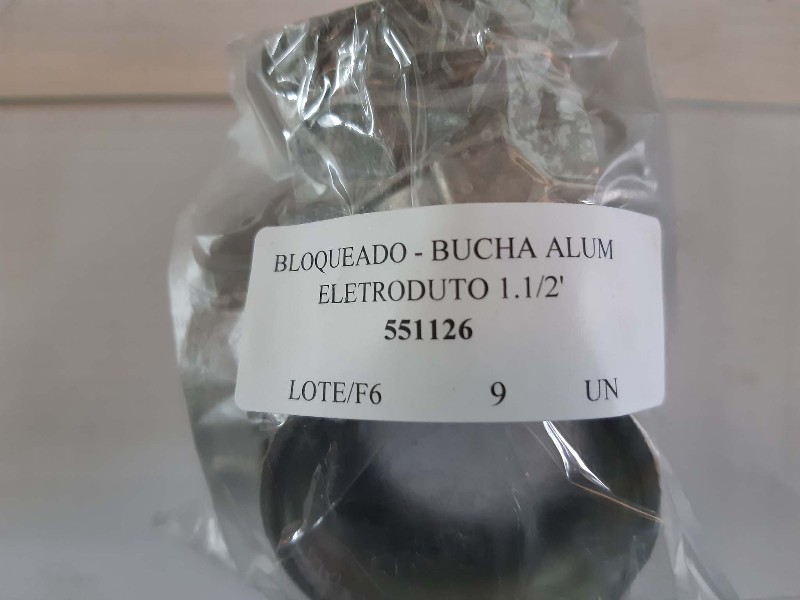 BLOQUEADO - BUCHA ALUM
ELETRODUTO 1.1/2'
551126
LOTE/F6 9 UN